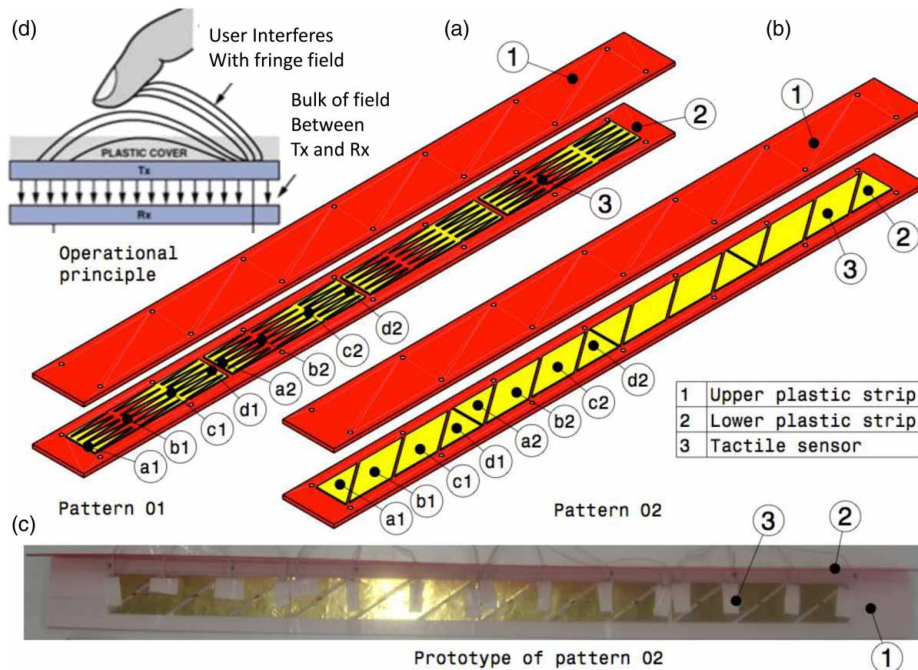 (d)
User Interferes
With fringe field
Bulk of field
Between
Tx and Rx
PLASTIC COVER
Tx
Rx
Operational
principle
(a)
1
2
3
d2
c2
b2
a2
d1
c1
b1
a1
Pattern 01
(b)
1
2
3
d2
c2
b2
a2
d1
c1
b1
a1
Pattern 02
1 Upper plastic strip
2 Lower plastic strip
3 Tactile sensor
(c)
3
2
1
Prototype of pattern 02